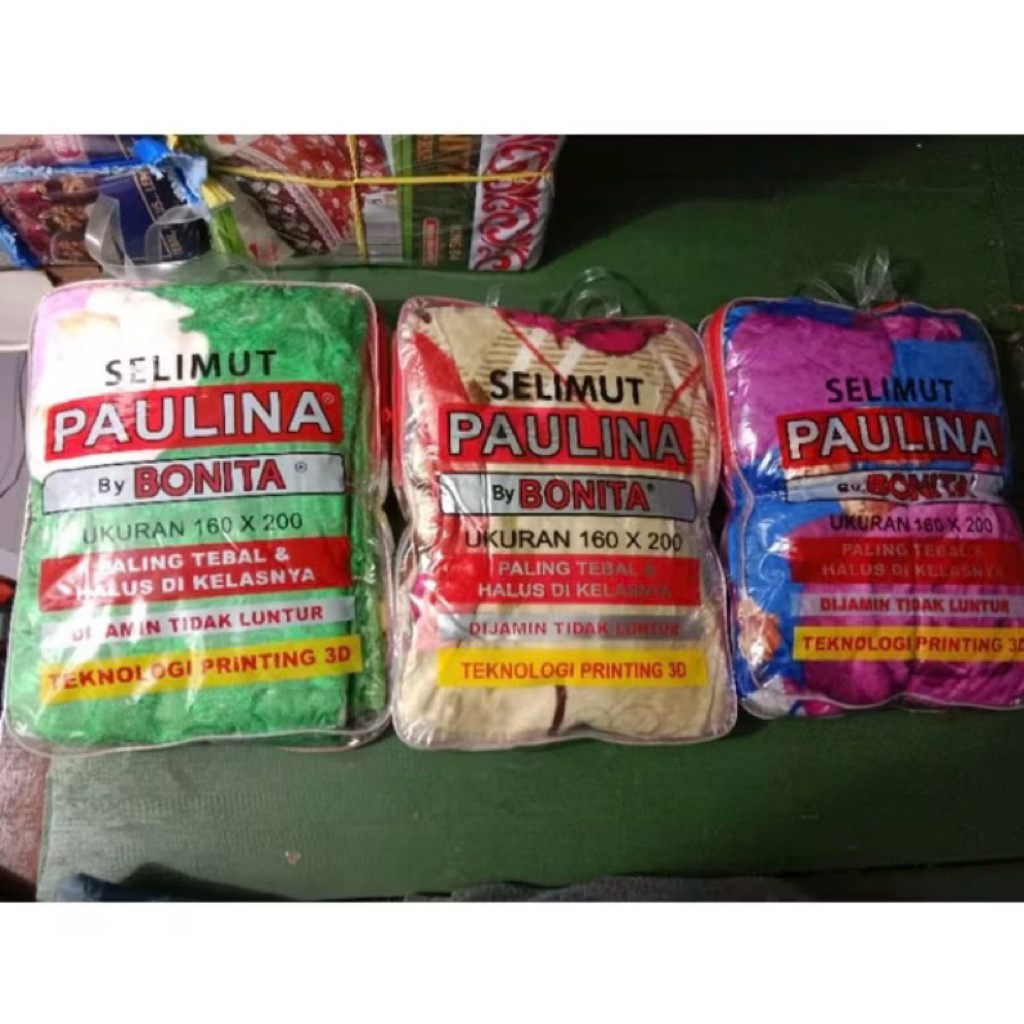 SELIMUT
PAULINA®
By BONITA®
UKURAN 160 X 200
PALING TEBAL &
HALUS DI KELASNYA
DIJAMIN TIDAK LUNTUR
TEKNOLOGI PRINTING 3D
SELIMUT
PAULINA
By BONITA®
UKURAN 160 X 200
PALING TEBAL &
HALUS DI KELASNYA
DIJAMIN TIDAK LUNTUR
TEKNOLOGI PRINTING 3D
SELIMUT
PAULINA
By BONITA
UKURAN 160 X 200
PALING TEBAL &
HALUS DI KELASNYA
DIJAMIN TIDAK LUNTUR
TEKNOLOGI PRINTING 3D